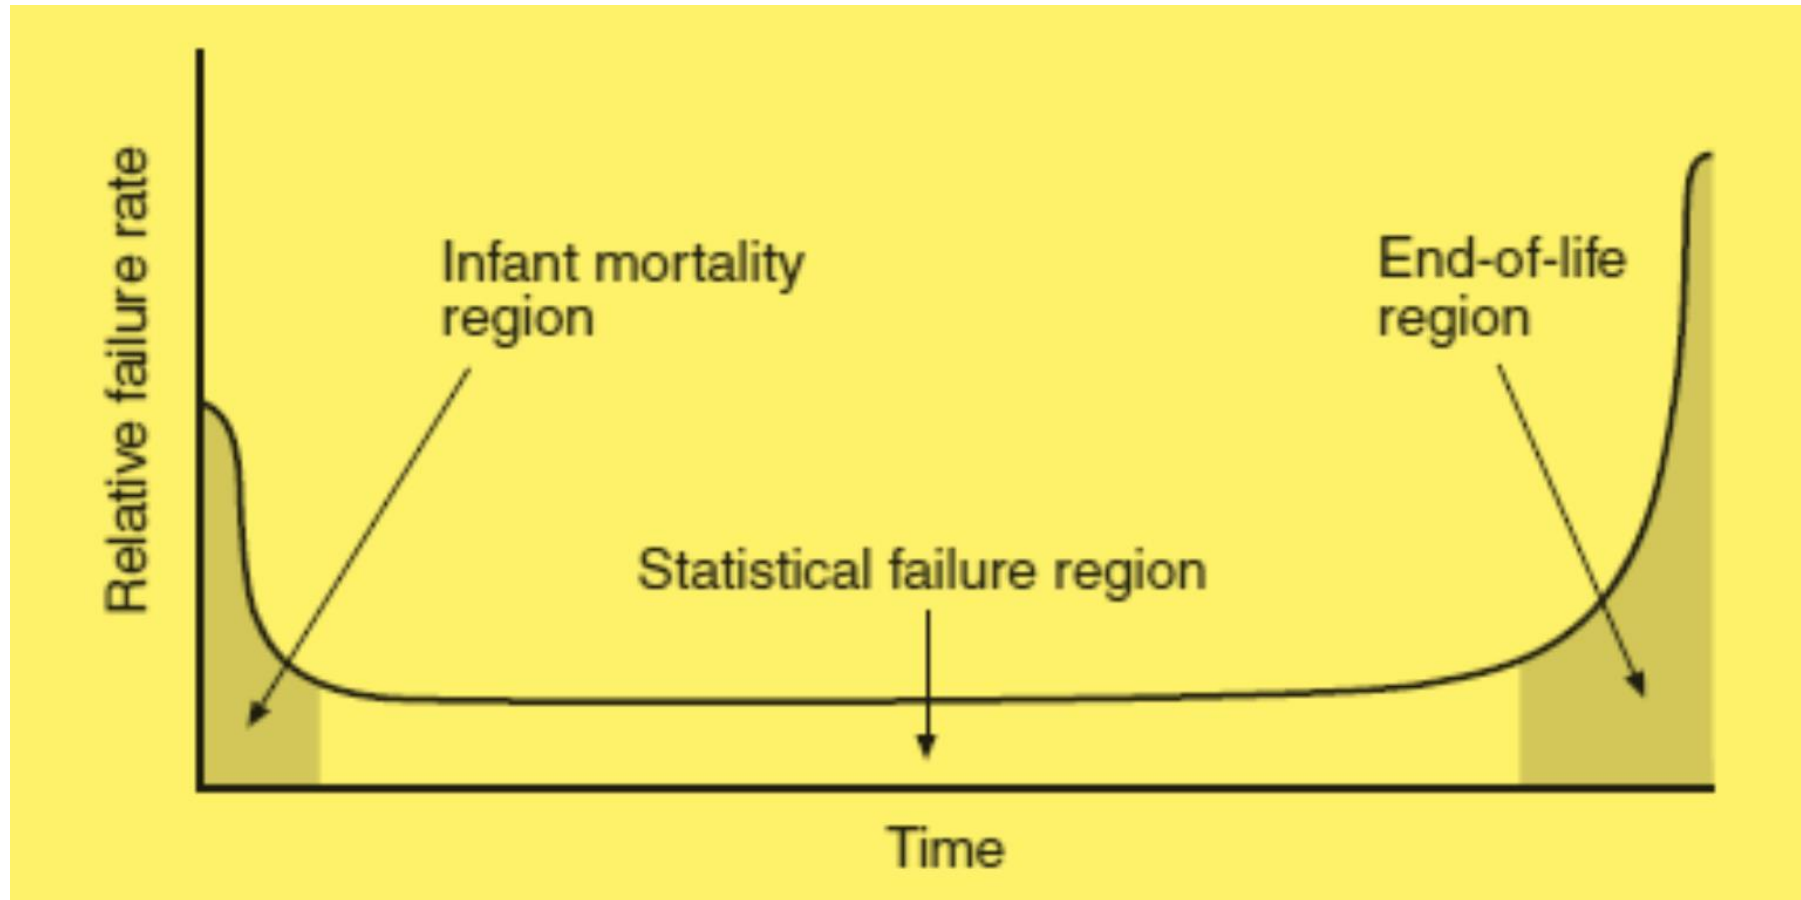 Relative failure rate
Infant mortality
region
End-of-life
region
Statistical failure region
Time